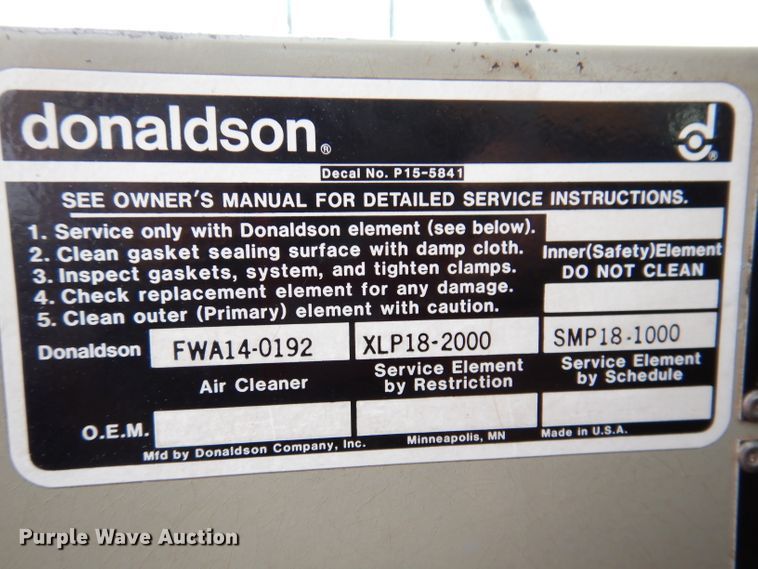 donaldson®
d®
Decal No. P15-5841
SEE OWNER'S MANUAL FOR DETAILED SERVICE INSTRUCTIONS.
1. Service only with Donaldson element (see below).
2. Clean gasket sealing surface with damp cloth.
3. Inspect gaskets, system, and tighten clamps.
4. Check replacement element for any damage.
5. Clean outer (Primary) element with caution.
Inner(Safety)Element
DO NOT CLEAN
Donaldson FWA14-0192 XLP18-2000 SMP18-1000
Air Cleaner
Service Element
by Restriction
Service Element
by Schedule
O.E.M.
Mfd by Donaldson Company, Inc. Minneapolis, MN Made in U.S.A.
Purple Wave Auction